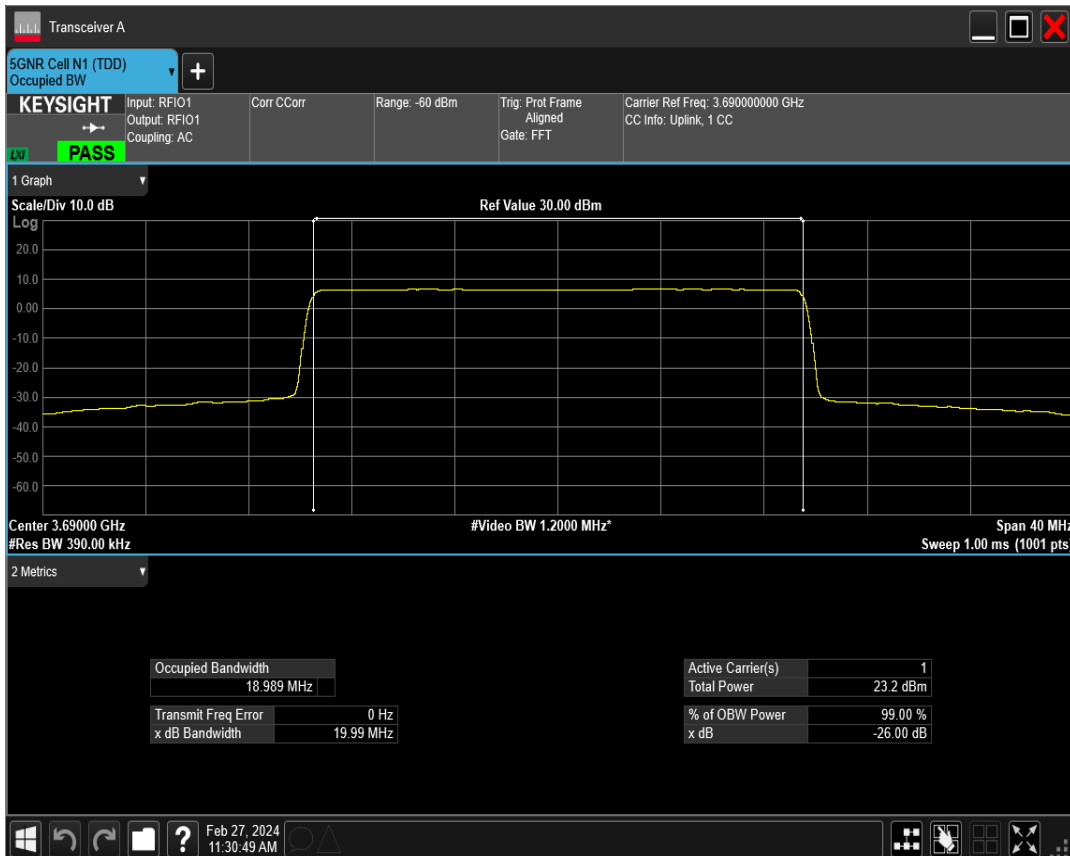 Transceiver A
5GNR Cell N1 (TDD)
Occupied BW
+
KEYSIGHT
LXI
PASS
Input: RFIO1
Output: RFIO1
Coupling: AC
Corr CCorr
Range: -60 dBm
Trig: Prot Frame
Aligned
Gate: FFT
Carrier Ref Freq: 3.690000000 GHz
CC Info: Uplink, 1 CC
1 Graph
Scale/Div 10.0 dB
Ref Value 30.00 dBm
Log
20.0
10.0
0.00
-10.0
-20.0
-30.0
-40.0
-50.0
-60.0
Center 3.69000 GHz
#Video BW 1.2000 MHz*
Span 40 MHz
#Res BW 390.00 kHz
Sweep 1.00 ms (1001 pts)
2 Metrics
Occupied Bandwidth
18.989 MHz
Transmit Freq Error 0 Hz
x dB Bandwidth 19.99 MHz
Active Carrier(s) 1
Total Power 23.2 dBm
% of OBW Power 99.00 %
x dB -26.00 dB
?
Feb 27, 2024
11:30:49 AM